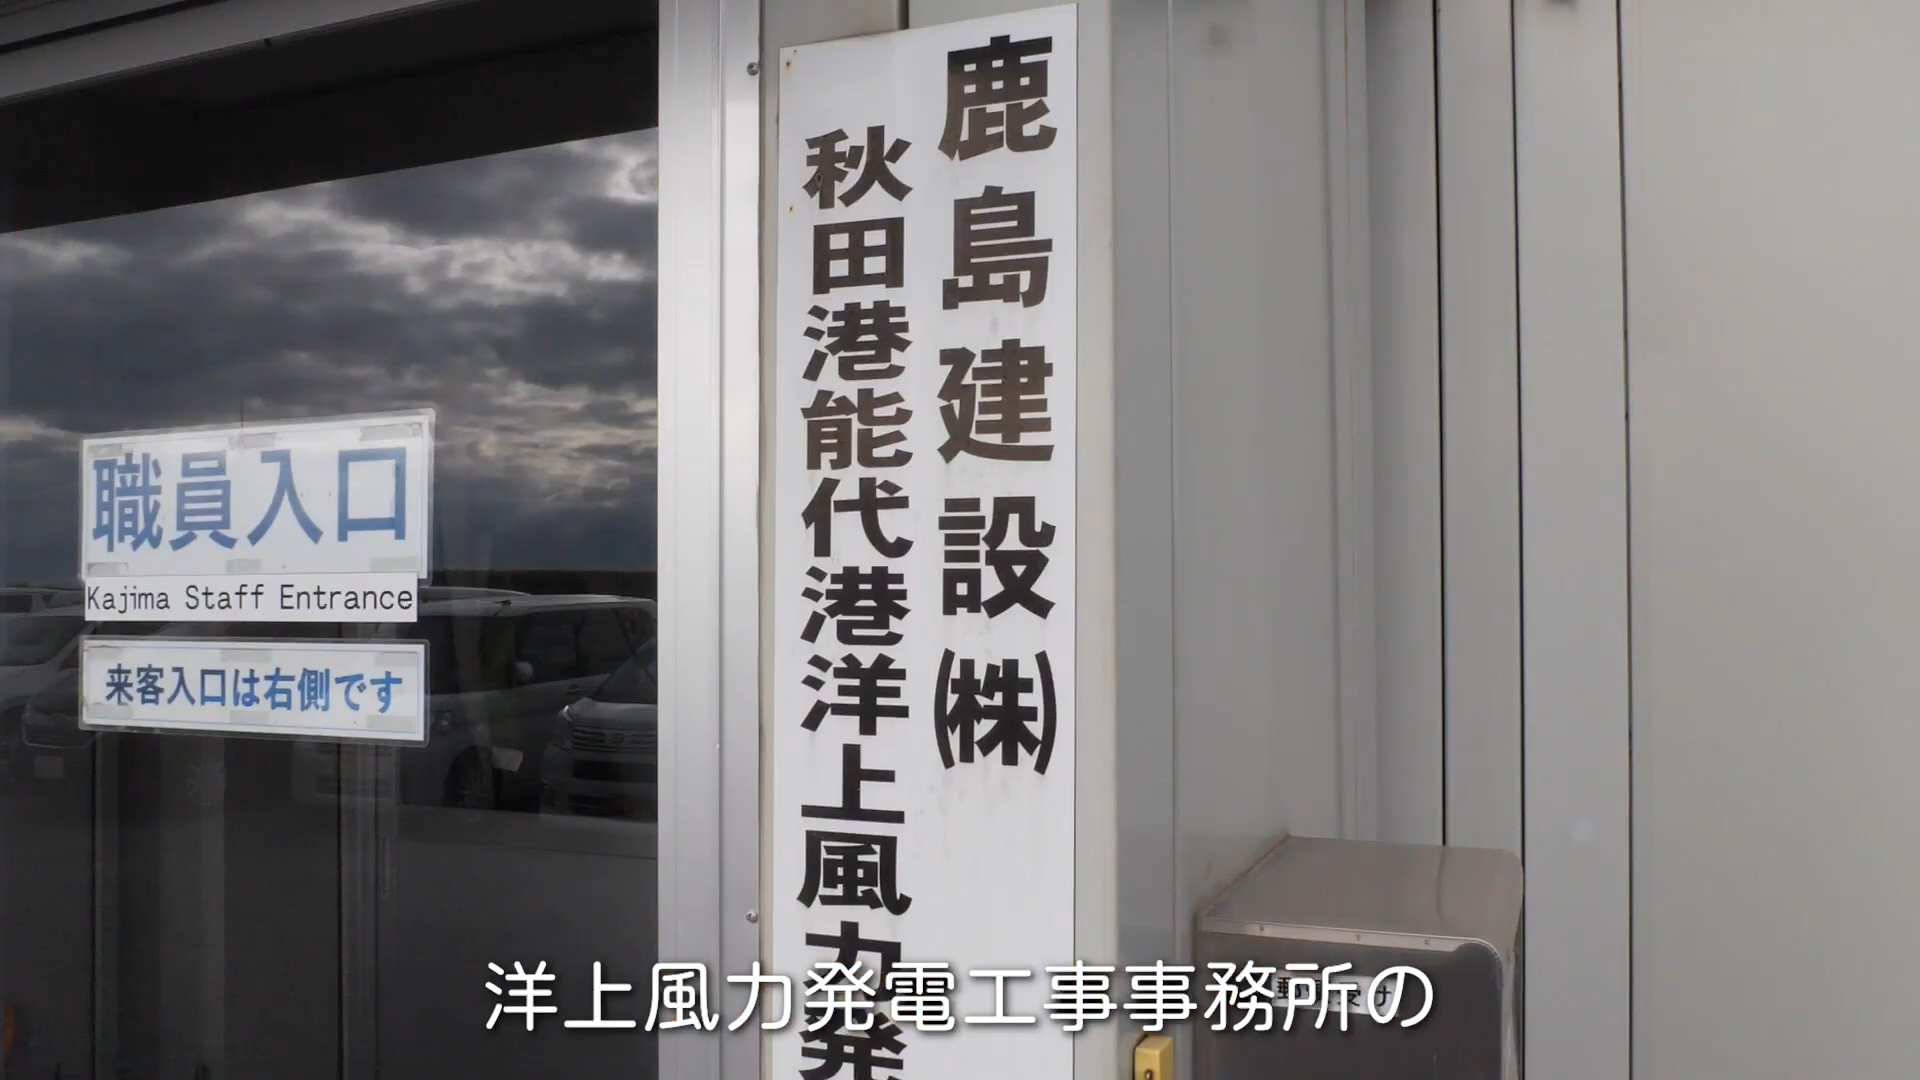 鹿島建設㈱
秋田港能代港洋上風力発
職員入口
Kajima Staff Entrance
来客入口は右側です
洋上風力発電工事事務所の